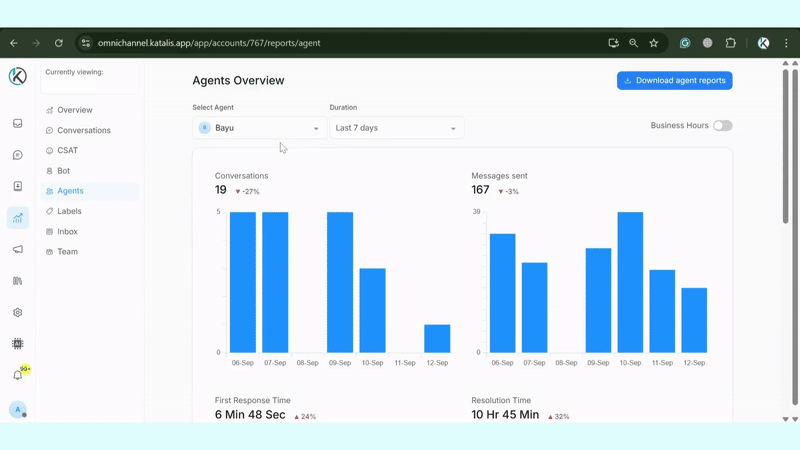 omnichannel.katalis.app/app/accounts/767/reports/agent
Currently viewing:
Overview
Conversations
CSAT
Bot
Agents
Labels
Inbox
Team
99+
A
Agents Overview
Download agent reports
Select Agent
Duration
B Bayu
Last 7 days
Business Hours
Conversations
19 ▼ -27%
5
0
06-Sep 07-Sep 08-Sep 09-Sep 10-Sep 11-Sep 12-Sep
Messages sent
167 ▼ -3%
39
0
06-Sep 07-Sep 08-Sep 09-Sep 10-Sep 11-Sep 12-Sep
First Response Time
6 Min 48 Sec ▲ 24%
Resolution Time
10 Hr 45 Min ▲ 32%